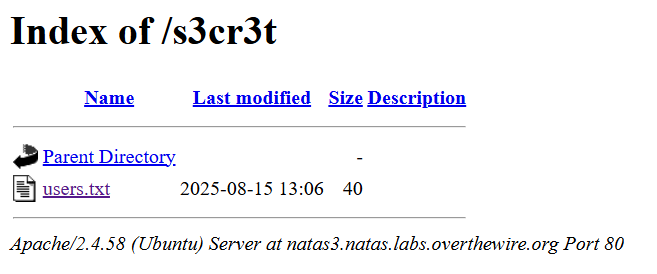 Index of /s3cr3t
Name Last modified Size Description
Parent Directory -
users.txt 2025-08-15 13:06 40
Apache/2.4.58 (Ubuntu) Server at natas3.natas.labs.overthewire.org Port 80